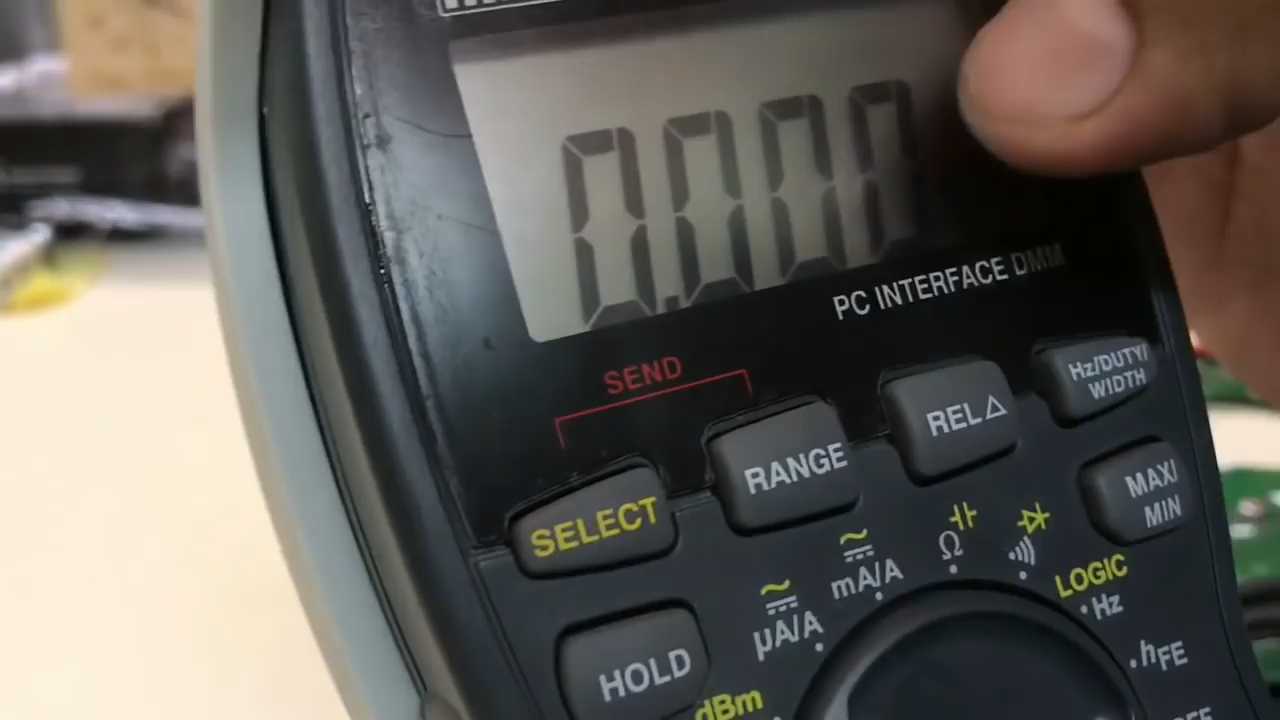 0.000
PC INTERFACE DMM
SEND
Hz/DUTY/
WIDTH
REL△
RANGE
SELECT
MAX/
MIN
HOLD
μA/A
mA/A
Ω
LOGIC
Hz
hFE
dBm